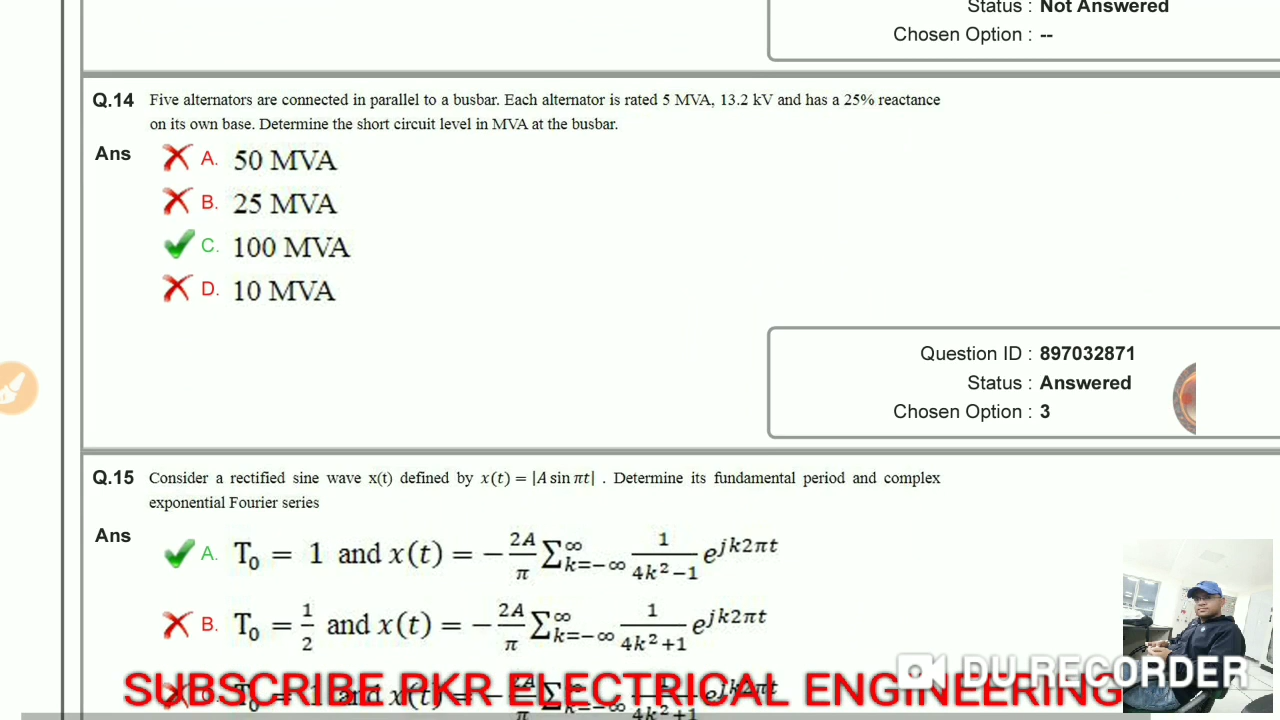 Status : Not Answered
Chosen Option : --
Q.14 Five alternators are connected in parallel to a busbar. Each alternator is rated 5 MVA, 13.2 kV and has a 25% reactance
on its own base. Determine the short circuit level in MVA at the busbar.
Ans A. 50 MVA
B. 25 MVA
C. 100 MVA
D. 10 MVA
Question ID : 897032871
Status : Answered
Chosen Option : 3
Q.15 Consider a rectified sine wave x(t) defined by x(t) = |A sin πt| . Determine its fundamental period and complex
exponential Fourier series
Ans A. T₀ = 1 and x(t) = −2A/π ∑∞k=−∞ 1/4k²−1 e^jk2πt
B. T₀ = 1/2 and x(t) = −2A/π ∑∞k=−∞ 1/4k²+1 e^jk2πt
SUBSCRIBE PKR ELECTRICAL ENGINEERING
DU RECORDER